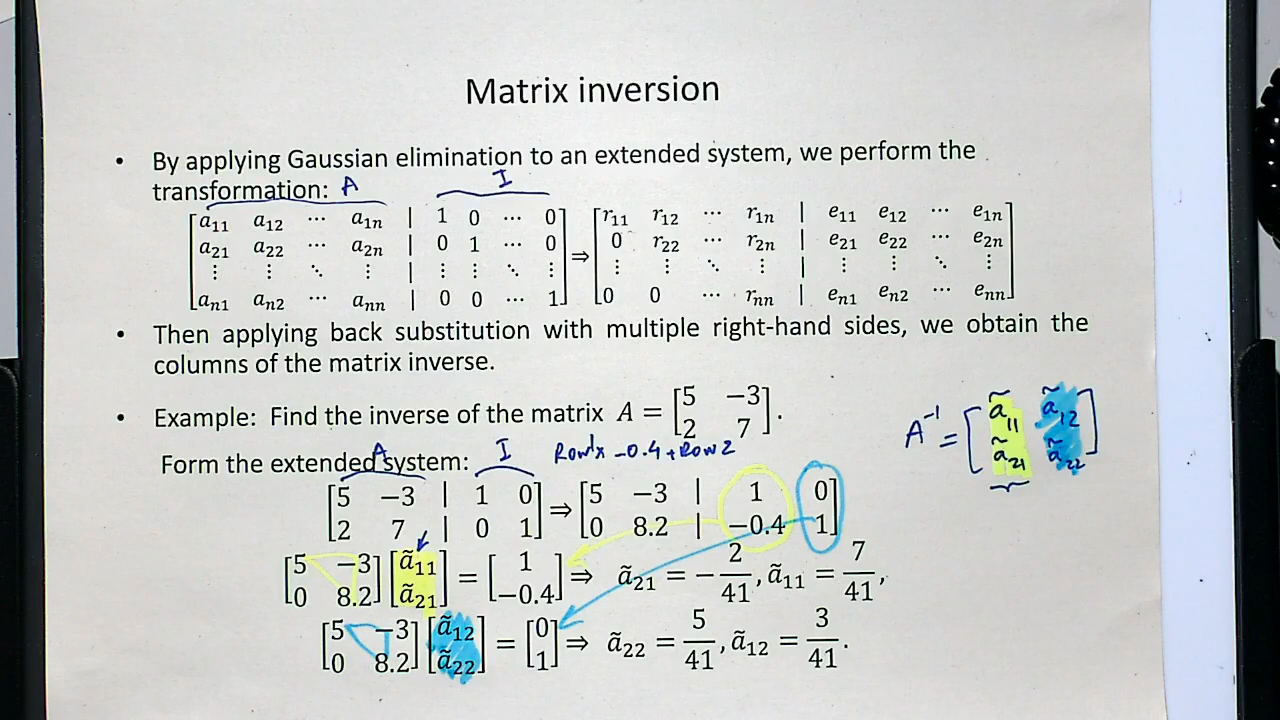 Matrix inversion
• By applying Gaussian elimination to an extended system, we perform the
transformation: A I
[a₁₁ a₁₂ ⋯ a₁ₙ | 1 0 ⋯ 0] [r₁₁ r₁₂ ⋯ r₁ₙ | e₁₁ e₁₂ ⋯ e₁ₙ]
[a₂₁ a₂₂ ⋯ a₂ₙ | 0 1 ⋯ 0] ⇒ [0 r₂₂ ⋯ r₂ₙ | e₂₁ e₂₂ ⋯ e₂ₙ]
[⋮ ⋮ ⋱ ⋮ | ⋮ ⋮ ⋱ ⋮] [⋮ ⋮ ⋱ ⋮ | ⋮ ⋮ ⋱ ⋮]
[aₙ₁ aₙ₂ ⋯ aₙₙ | 0 0 ⋯ 1] [0 0 ⋯ rₙₙ | eₙ₁ eₙ₂ ⋯ eₙₙ]
• Then applying back substitution with multiple right-hand sides, we obtain the
columns of the matrix inverse.
• Example: Find the inverse of the matrix A = [5 −3; 2 7].
A⁻¹ = [ã₁₁ ã₁₂; ã₂₁ ã₂₂]
Form the extended system: A I Row1x -0.4 + Row2
[5 −3 | 1 0] ⇒ [5 −3 | 1 0]
[2 7 | 0 1] [0 8.2 | −0.4 1]
[5 −3; 0 8.2] [ã₁₁; ã₂₁] = [1; −0.4] ⇒ ã₂₁ = −2/41, ã₁₁ = 7/41,
[5 −3; 0 8.2] [ã₁₂; ã₂₂] = [0; 1] ⇒ ã₂₂ = 5/41, ã₁₂ = 3/41.